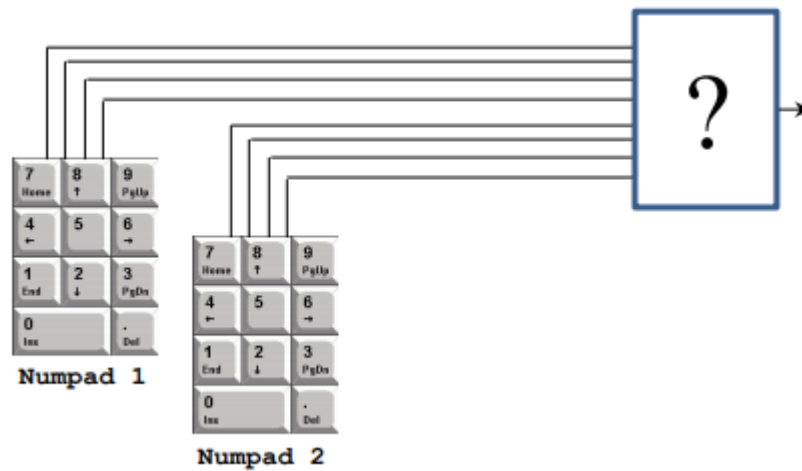 ?
7 8 9
Home ↑ PgUp
4 5 6
← →
1 2 3
End ↓ PgDn
0 .
Ins Del
Numpad 1
7 8 9
Home ↑ PgUp
4 5 6
← →
1 2 3
End ↓ PgDn
0 .
Ins Del
Numpad 2